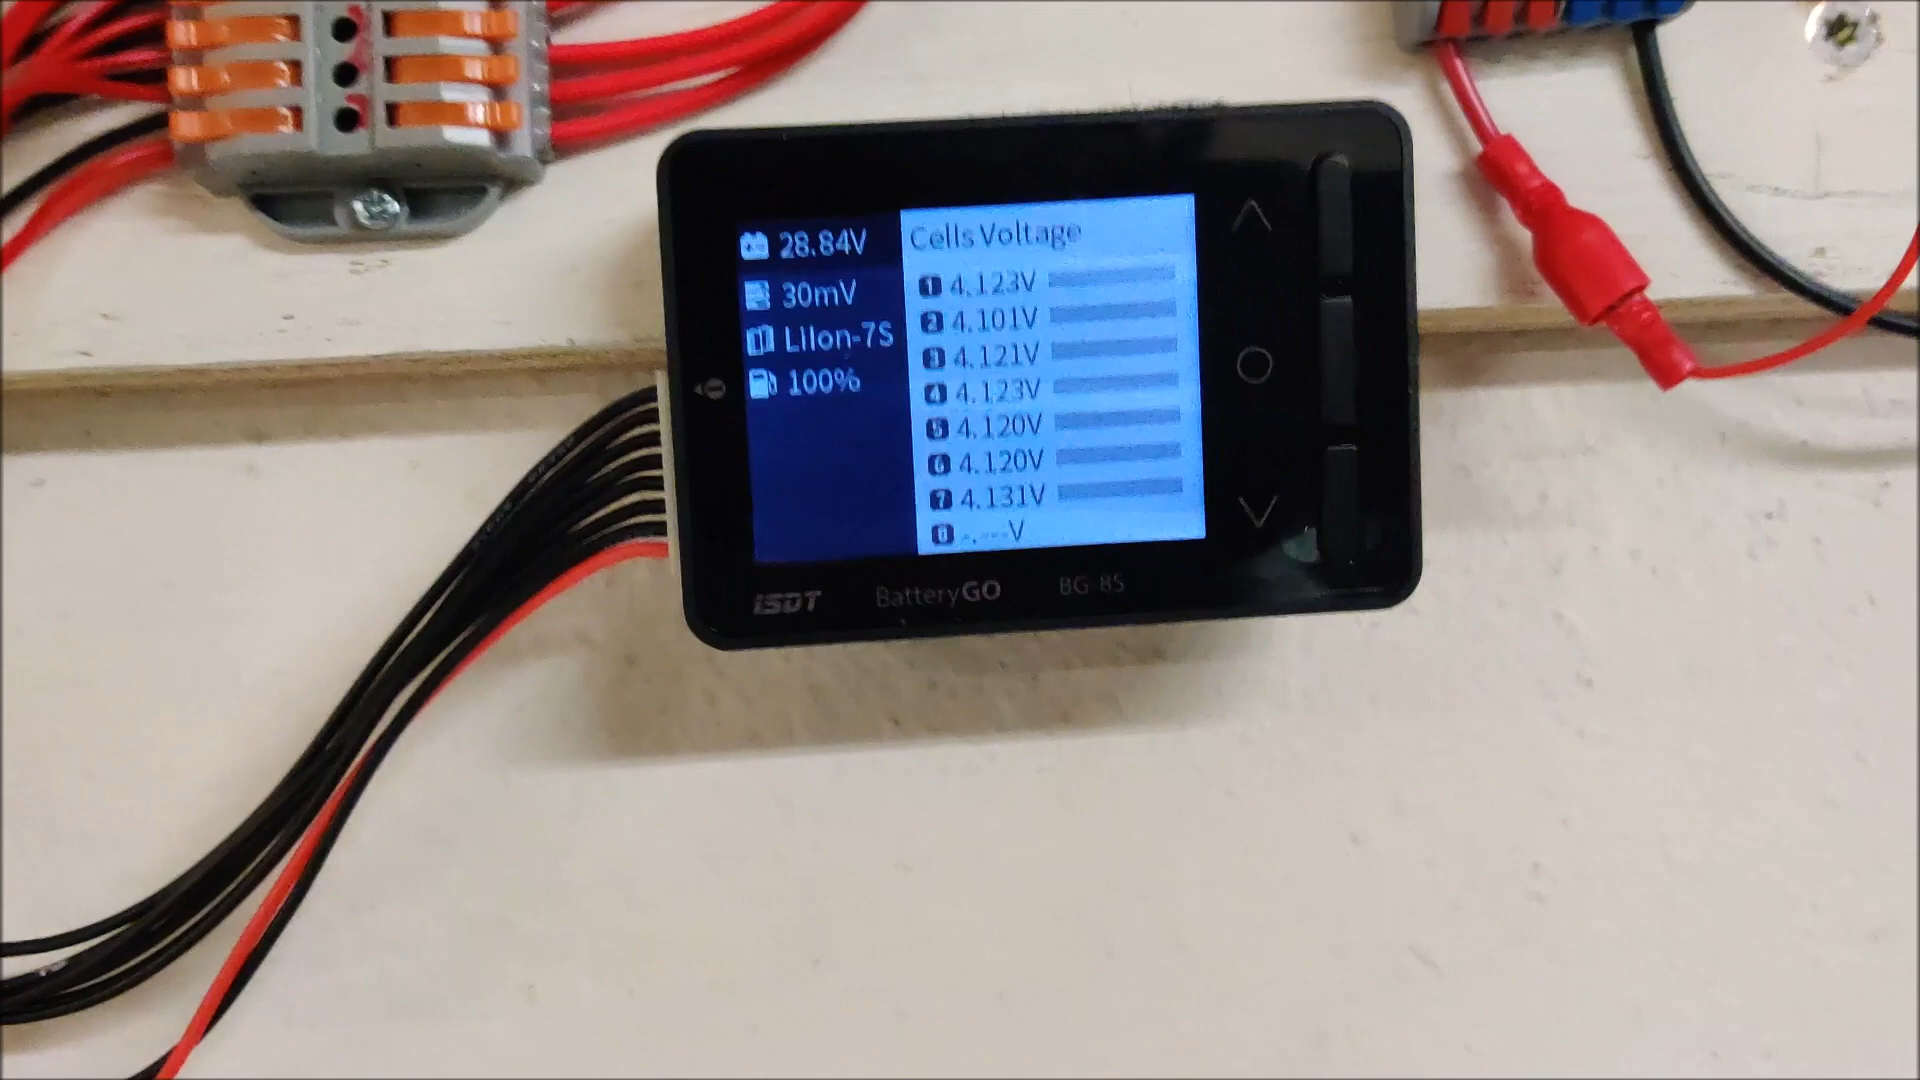 28.84V
30mV
LiIon-7S
100%
Cells Voltage
1 4.123V
2 4.101V
3 4.121V
4 4.123V
5 4.120V
6 4.120V
7 4.131V
8 -.---V
ISDT BatteryGO BG-8S